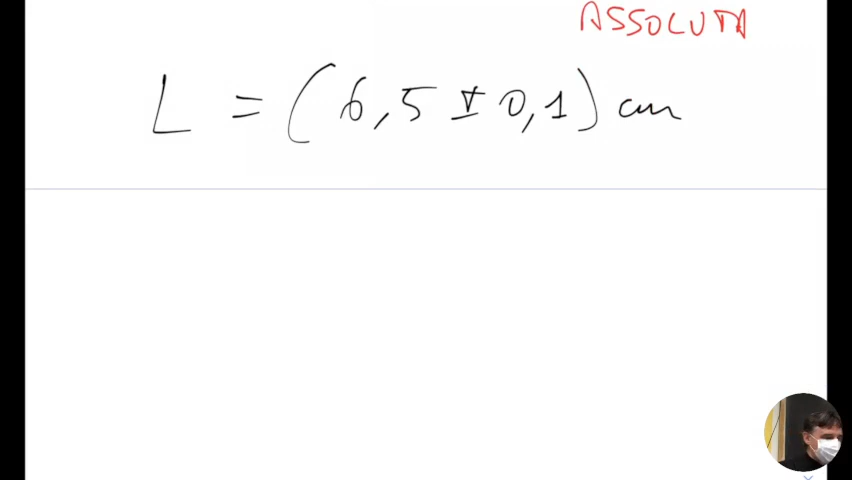 ASSOLUTA
L = (6,5 ± 0,1) cm